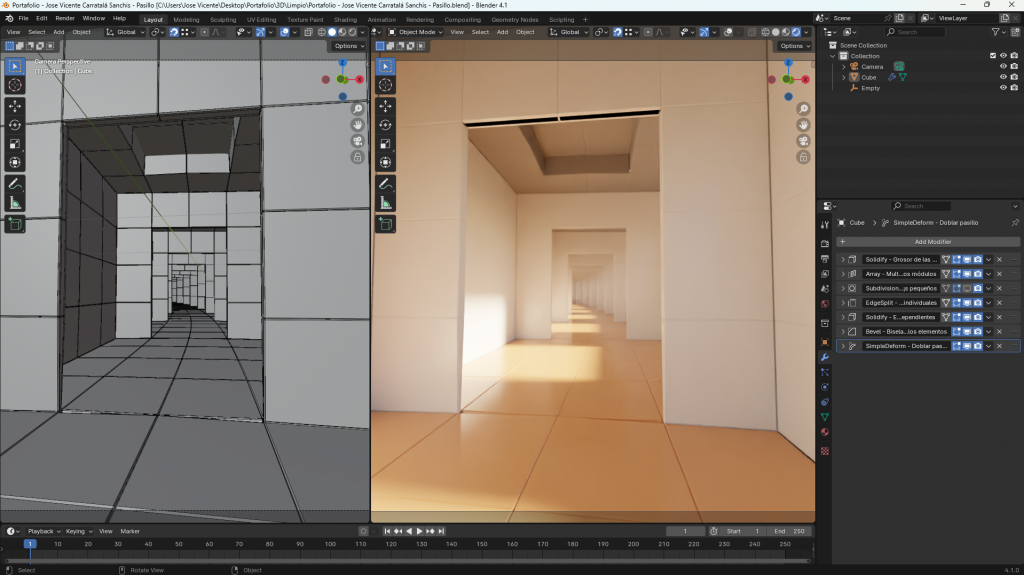 Portafolio - Jose Vicente Carratalá Sanchis - Pasillo [C:\Users\Jose Vicente\Desktop\Portafolio\3D\Limpio\Portafolio - Jose Vicente Carratalá Sanchis - Pasillo.blend] - Blender 4.1
File Edit Render Window Help Layout Modeling Sculpting UV Editing Texture Paint Shading Animation Rendering Compositing Geometry Nodes Scripting + Scene ViewLayer
View Select Add Object Global Object Mode View Select Add Object Global Search
Options Options
Scene Collection
Collection
Camera
Cube
Empty
Camera Perspective
(1) Collection | Cube
Z
X
Search
Cube SimpleDeform - Doblar pasillo
+ Add Modifier
Solidify - Grosor de las ...
Array - Mult...os módulos
Subdivision...js pequeños
EdgeSplit - ...individuales
Solidify - E...ependientes
Bevel - Bisela...los elementos
SimpleDeform - Doblar pas...
Playback Keying View Marker 1 Start 1 End 250
1 10 20 30 40 50 60 70 80 90 100 110 120 130 140 150 160 170 180 190 200 210 220 230 240 250
Select Rotate View Object 4.1.0